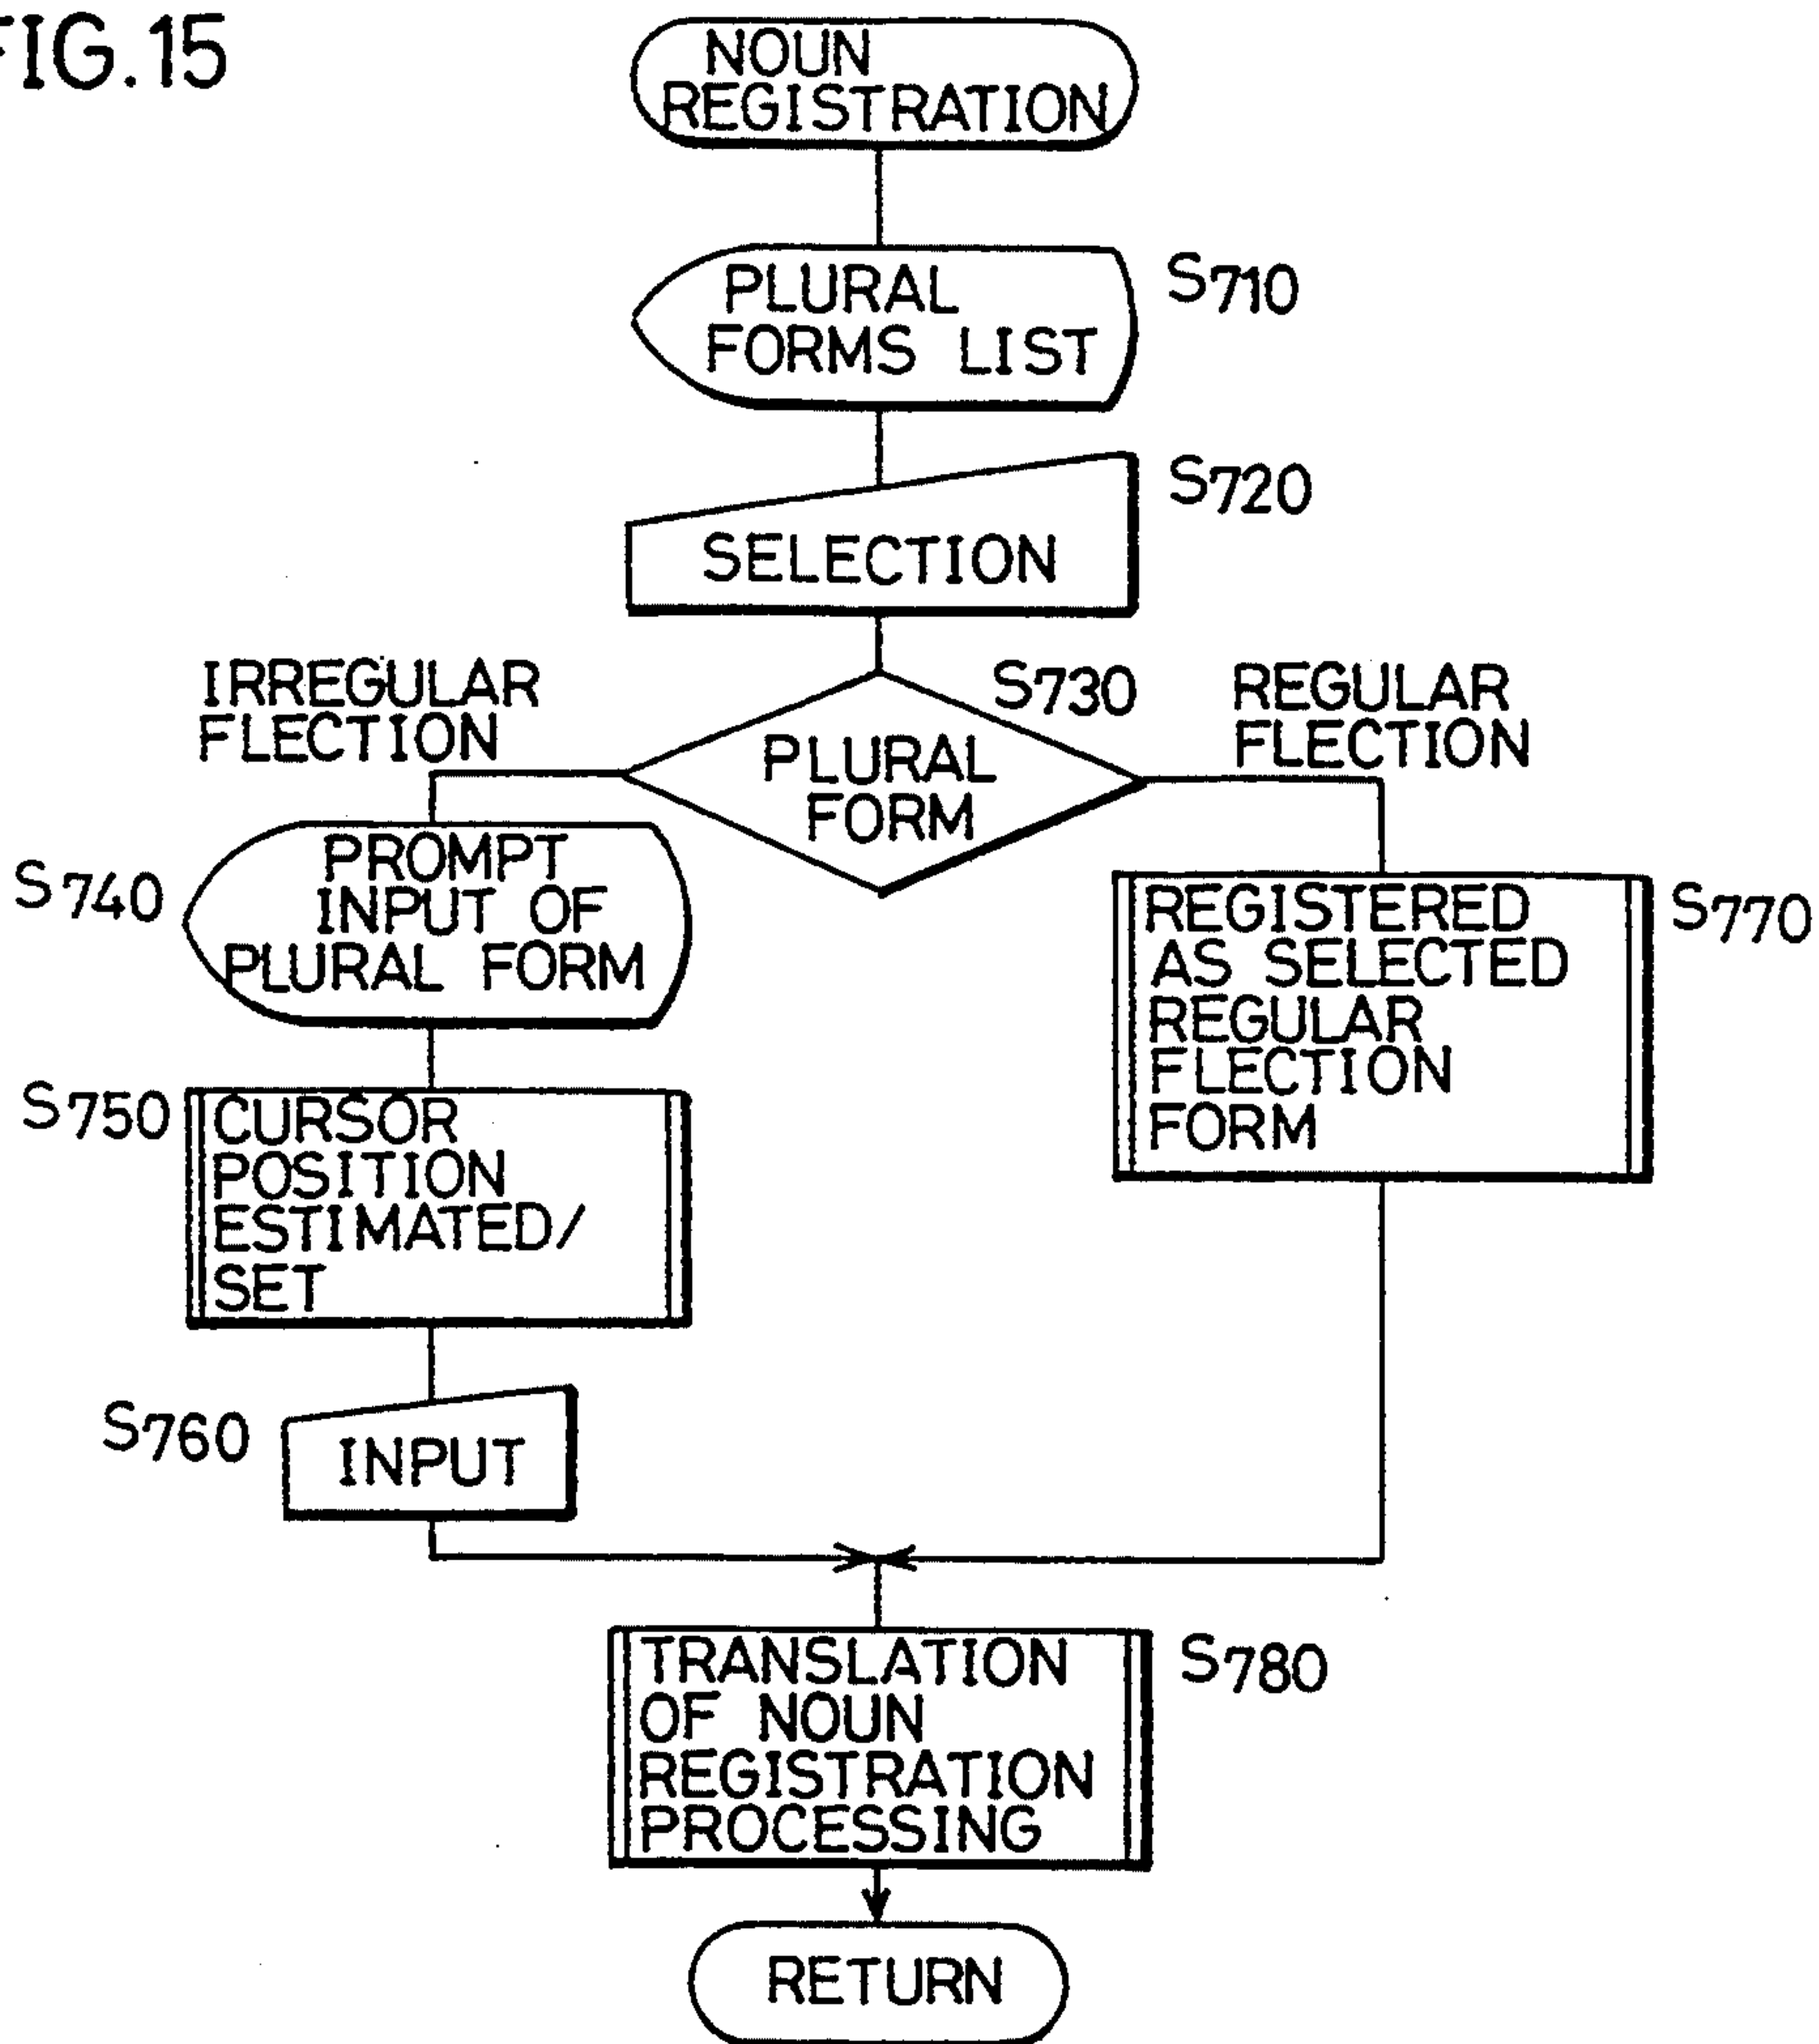 FIG.15
NOUN
REGISTRATION
PLURAL
FORMS LIST
S710
S720
SELECTION
IRREGULAR
FLECTION
S730
REGULAR
FLECTION
PLURAL
FORM
S740
PROMPT
INPUT OF
PLURAL FORM
REGISTERED
AS SELECTED
REGULAR
FLECTION
FORM
S770
S750
CURSOR
POSITION
ESTIMATED/
SET
S760
INPUT
TRANSLATION
OF NOUN
REGISTRATION
PROCESSING
S780
RETURN